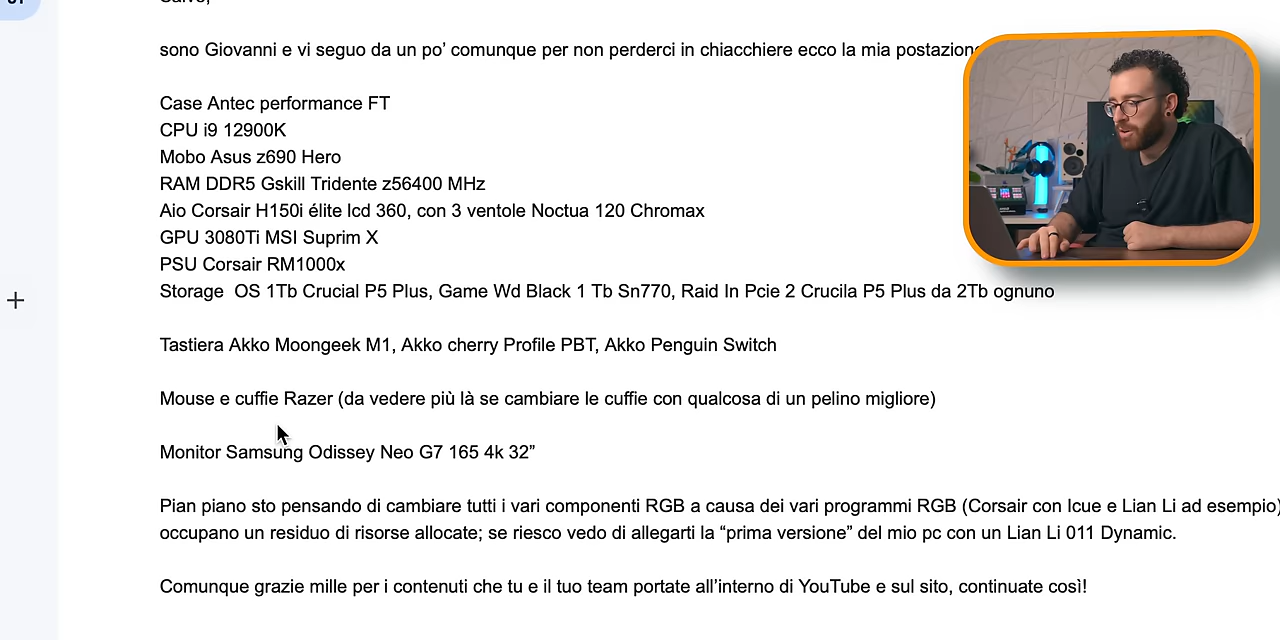 sono Giovanni e vi seguo da un po’ comunque per non perderci in chiacchiere ecco la mia postazione
Case Antec performance FT
CPU i9 12900K
Mobo Asus z690 Hero
RAM DDR5 Gskill Tridente z56400 MHz
Aio Corsair H150i élite lcd 360, con 3 ventole Noctua 120 Chromax
GPU 3080Ti MSI Suprim X
PSU Corsair RM1000x
Storage  OS 1Tb Crucial P5 Plus, Game Wd Black 1 Tb Sn770, Raid In Pcie 2 Crucila P5 Plus da 2Tb ognuno
Tastiera Akko Moongeek M1, Akko cherry Profile PBT, Akko Penguin Switch
Mouse e cuffie Razer (da vedere più là se cambiare le cuffie con qualcosa di un pelino migliore)
Monitor Samsung Odissey Neo G7 165 4k 32”
Pian piano sto pensando di cambiare tutti i vari componenti RGB a causa dei vari programmi RGB (Corsair con Icue e Lian Li ad esempio)
occupano un residuo di risorse allocate; se riesco vedo di allegarti la “prima versione” del mio pc con un Lian Li 011 Dynamic.
Comunque grazie mille per i contenuti che tu e il tuo team portate all’interno di YouTube e sul sito, continuate così!